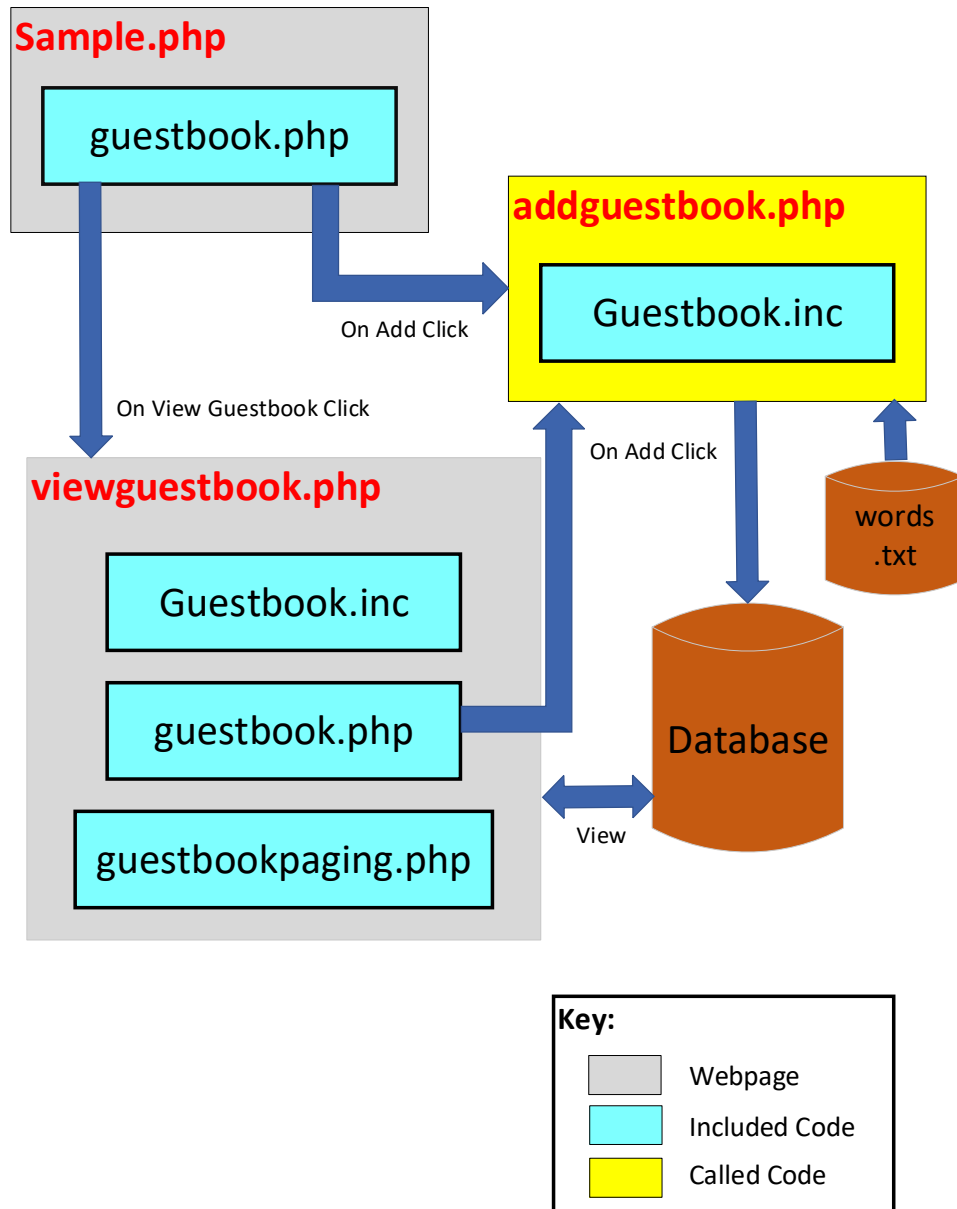 Sample.php
guestbook.php
addguestbook.php
Guestbook.inc
On Add Click
On View Guestbook Click
On Add Click
viewguestbook.php
words
.txt
Guestbook.inc
guestbook.php
Database
View
guestbookpaging.php
Key:
Webpage
Included Code
Called Code